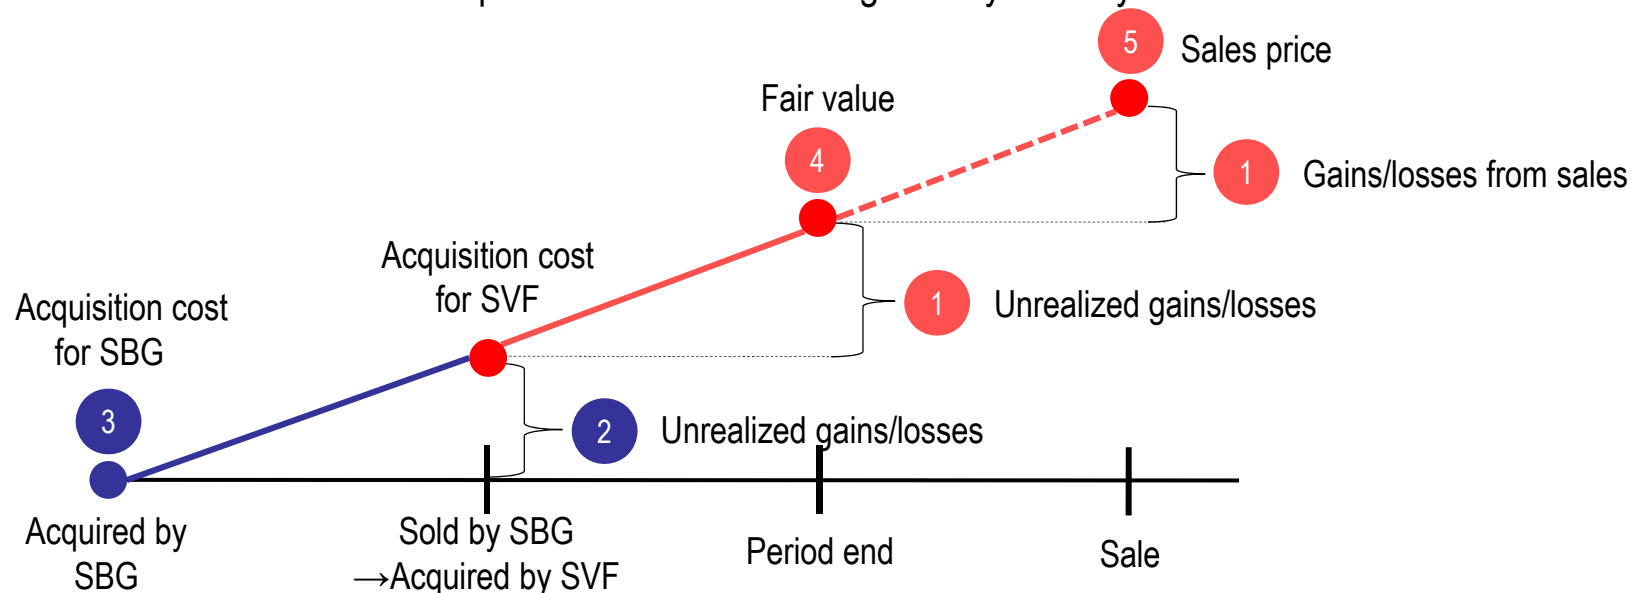 5
Sales price
Fair value
4
1
Gains/losses from sales
Acquisition cost
for SVF
1
Unrealized gains/losses
Acquisition cost
for SBG
3
2
Unrealized gains/losses
Acquired by
SBG
Sold by SBG
→Acquired by SVF
Period end
Sale